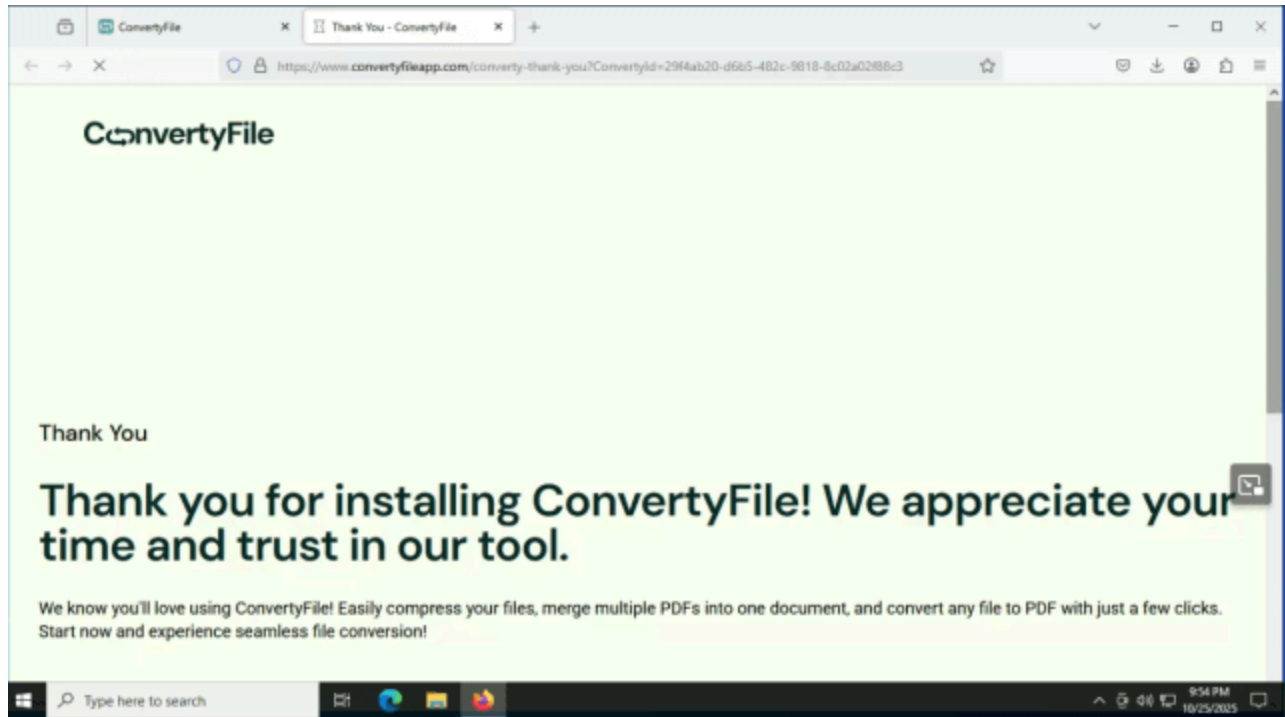 ConvertyFile
Thank You - ConvertyFile
https://www.convertyfileapp.com/converty-thank-you?ConvertyId=29f4ab20-d6b5-482c-9818-8c02a02f88c3
ConvertyFile
Thank You
Thank you for installing ConvertyFile! We appreciate your
time and trust in our tool.
We know you'll love using ConvertyFile! Easily compress your files, merge multiple PDFs into one document, and convert any file to PDF with just a few clicks.
Start now and experience seamless file conversion!
Type here to search
9:54 PM
10/25/2025